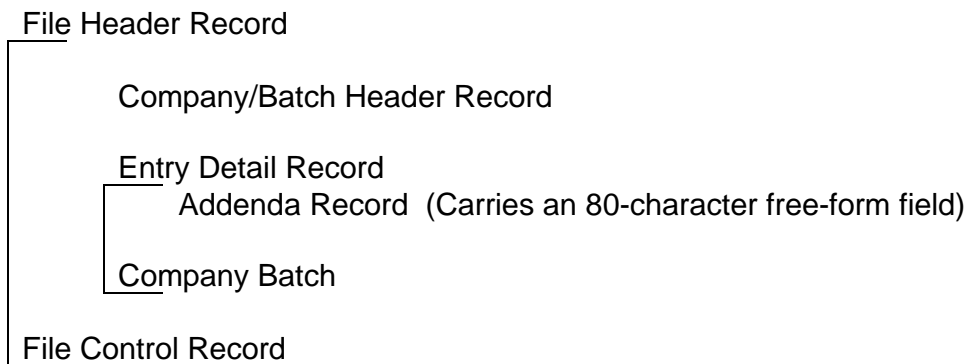 File Header Record
Company/Batch Header Record
Entry Detail Record
Addenda Record (Carries an 80-character free-form field)
Company Batch
File Control Record